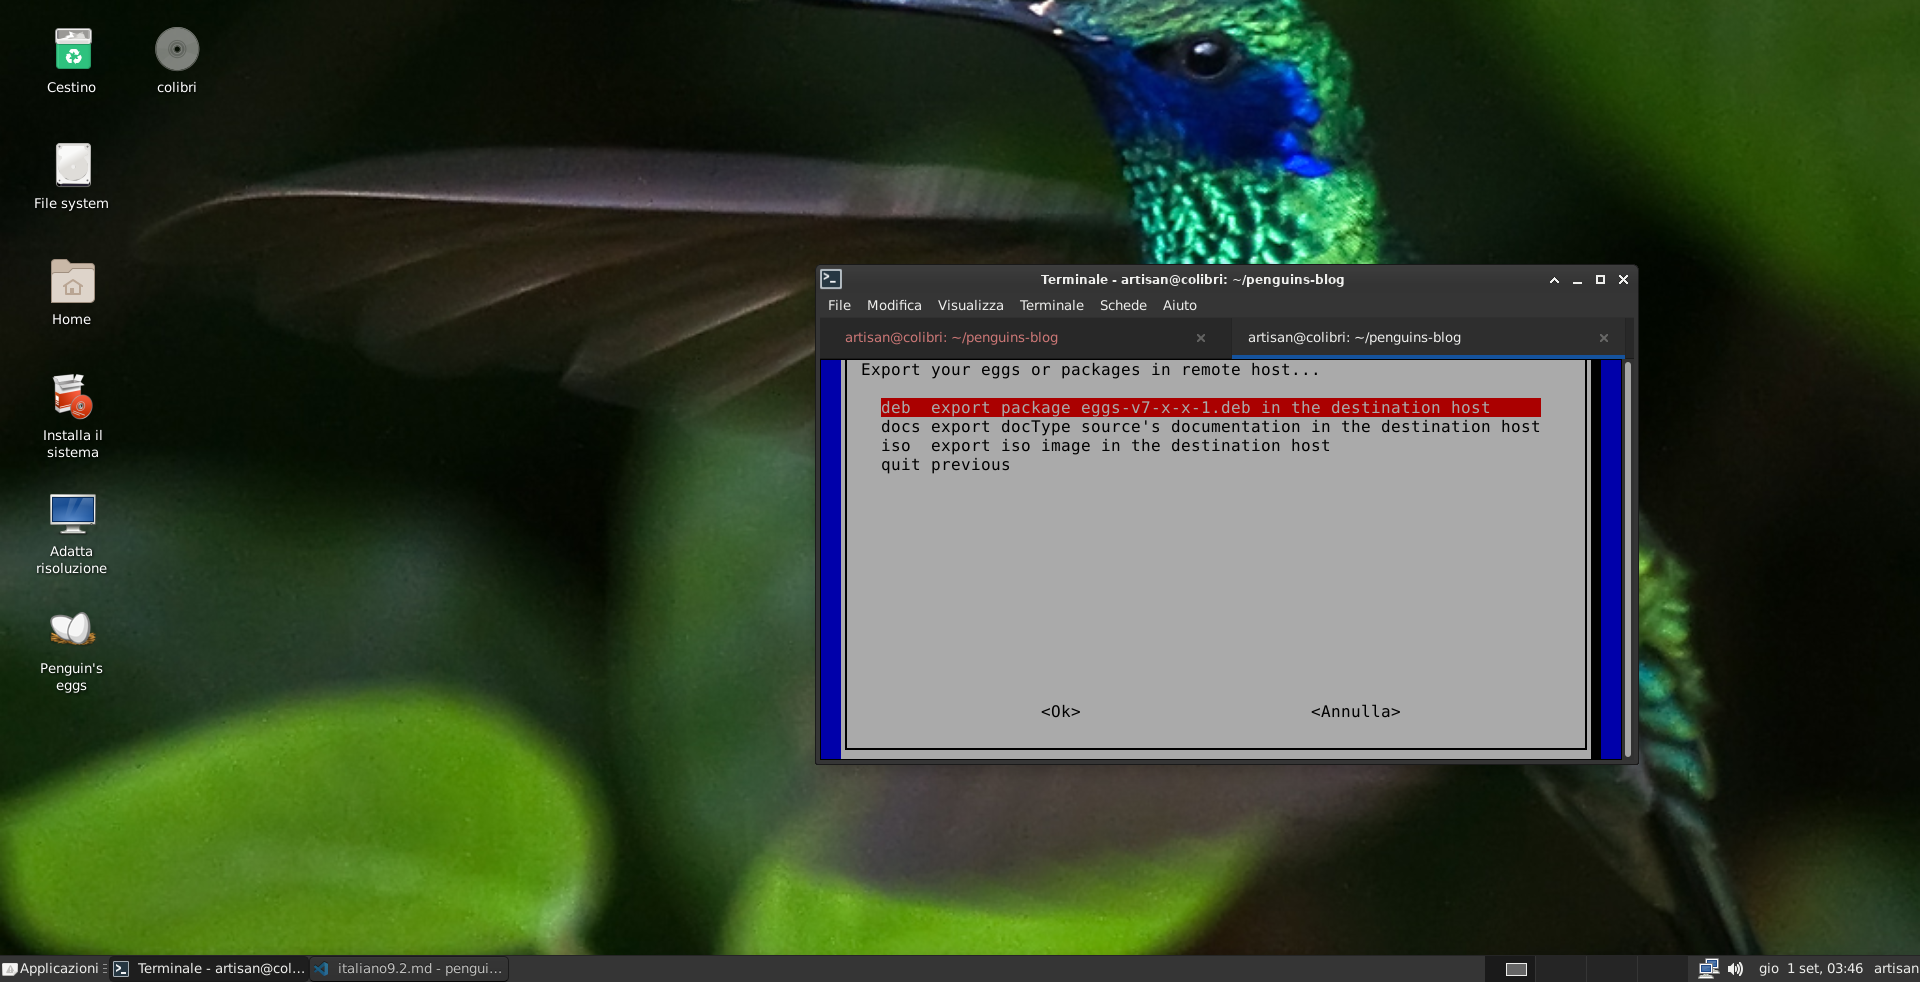 Cestino
colibri
File system
Home
Installa il
sistema
Adatta
risoluzione
Penguin's
eggs
Terminale - artisan@colibri: ~/penguins-blog
File Modifica Visualizza Terminale Schede Aiuto
artisan@colibri: ~/penguins-blog
artisan@colibri: ~/penguins-blog
Export your eggs or packages in remote host...
deb export package eggs-v7-x-x-1.deb in the destination host
docs export docType source's documentation in the destination host
iso export iso image in the destination host
quit previous
<Ok> <Annulla>
Applicazioni
Terminale - artisan@col...
italiano9.2.md - pengui...
gio 1 set, 03:46 artisan